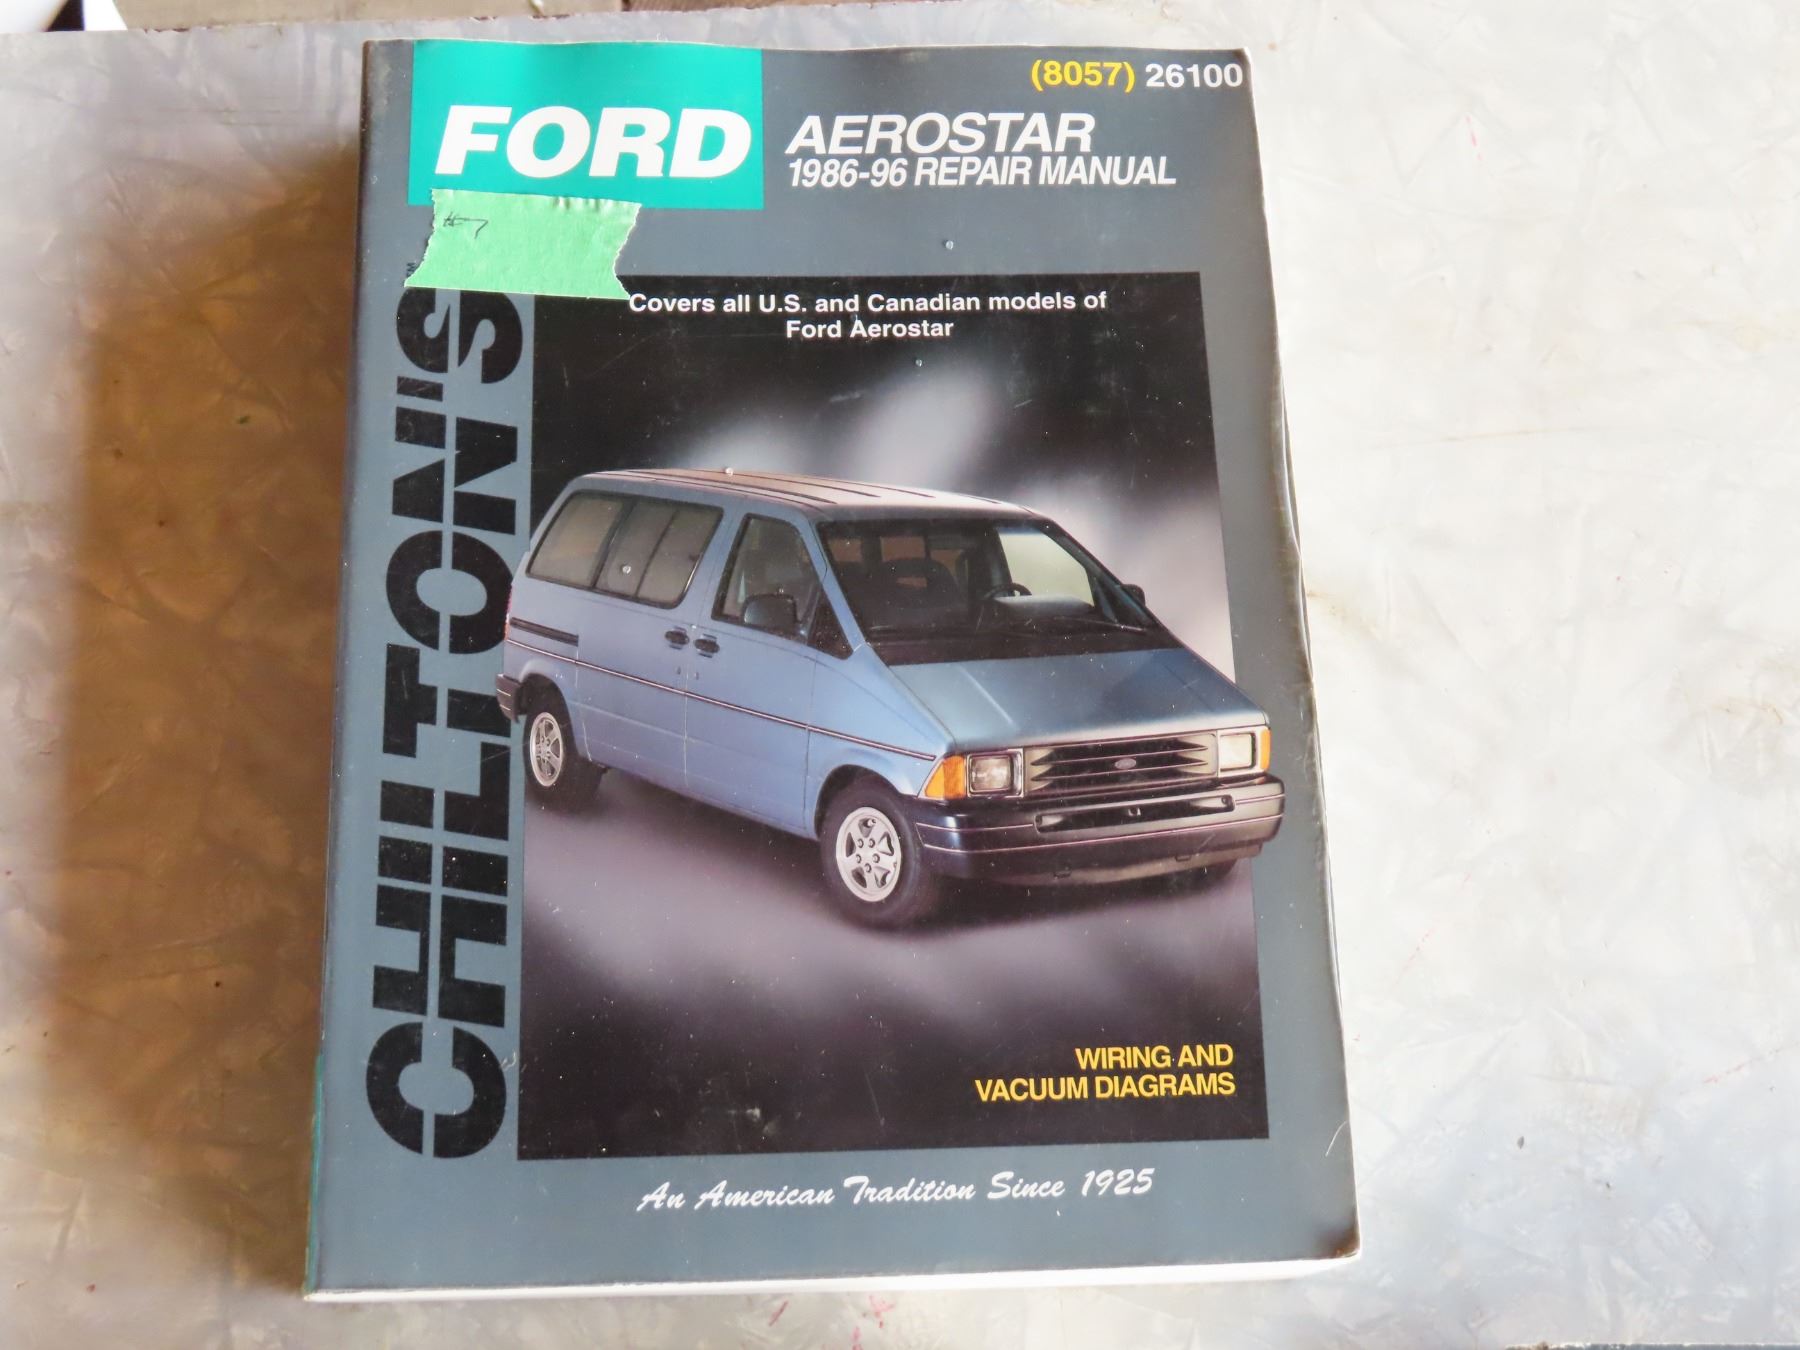 (8057) 26100
FORD
AEROSTAR
1986-96 REPAIR MANUAL
#7
CHILTON'S
Covers all U.S. and Canadian models of
Ford Aerostar
WIRING AND
VACUUM DIAGRAMS
An American Tradition Since 1925